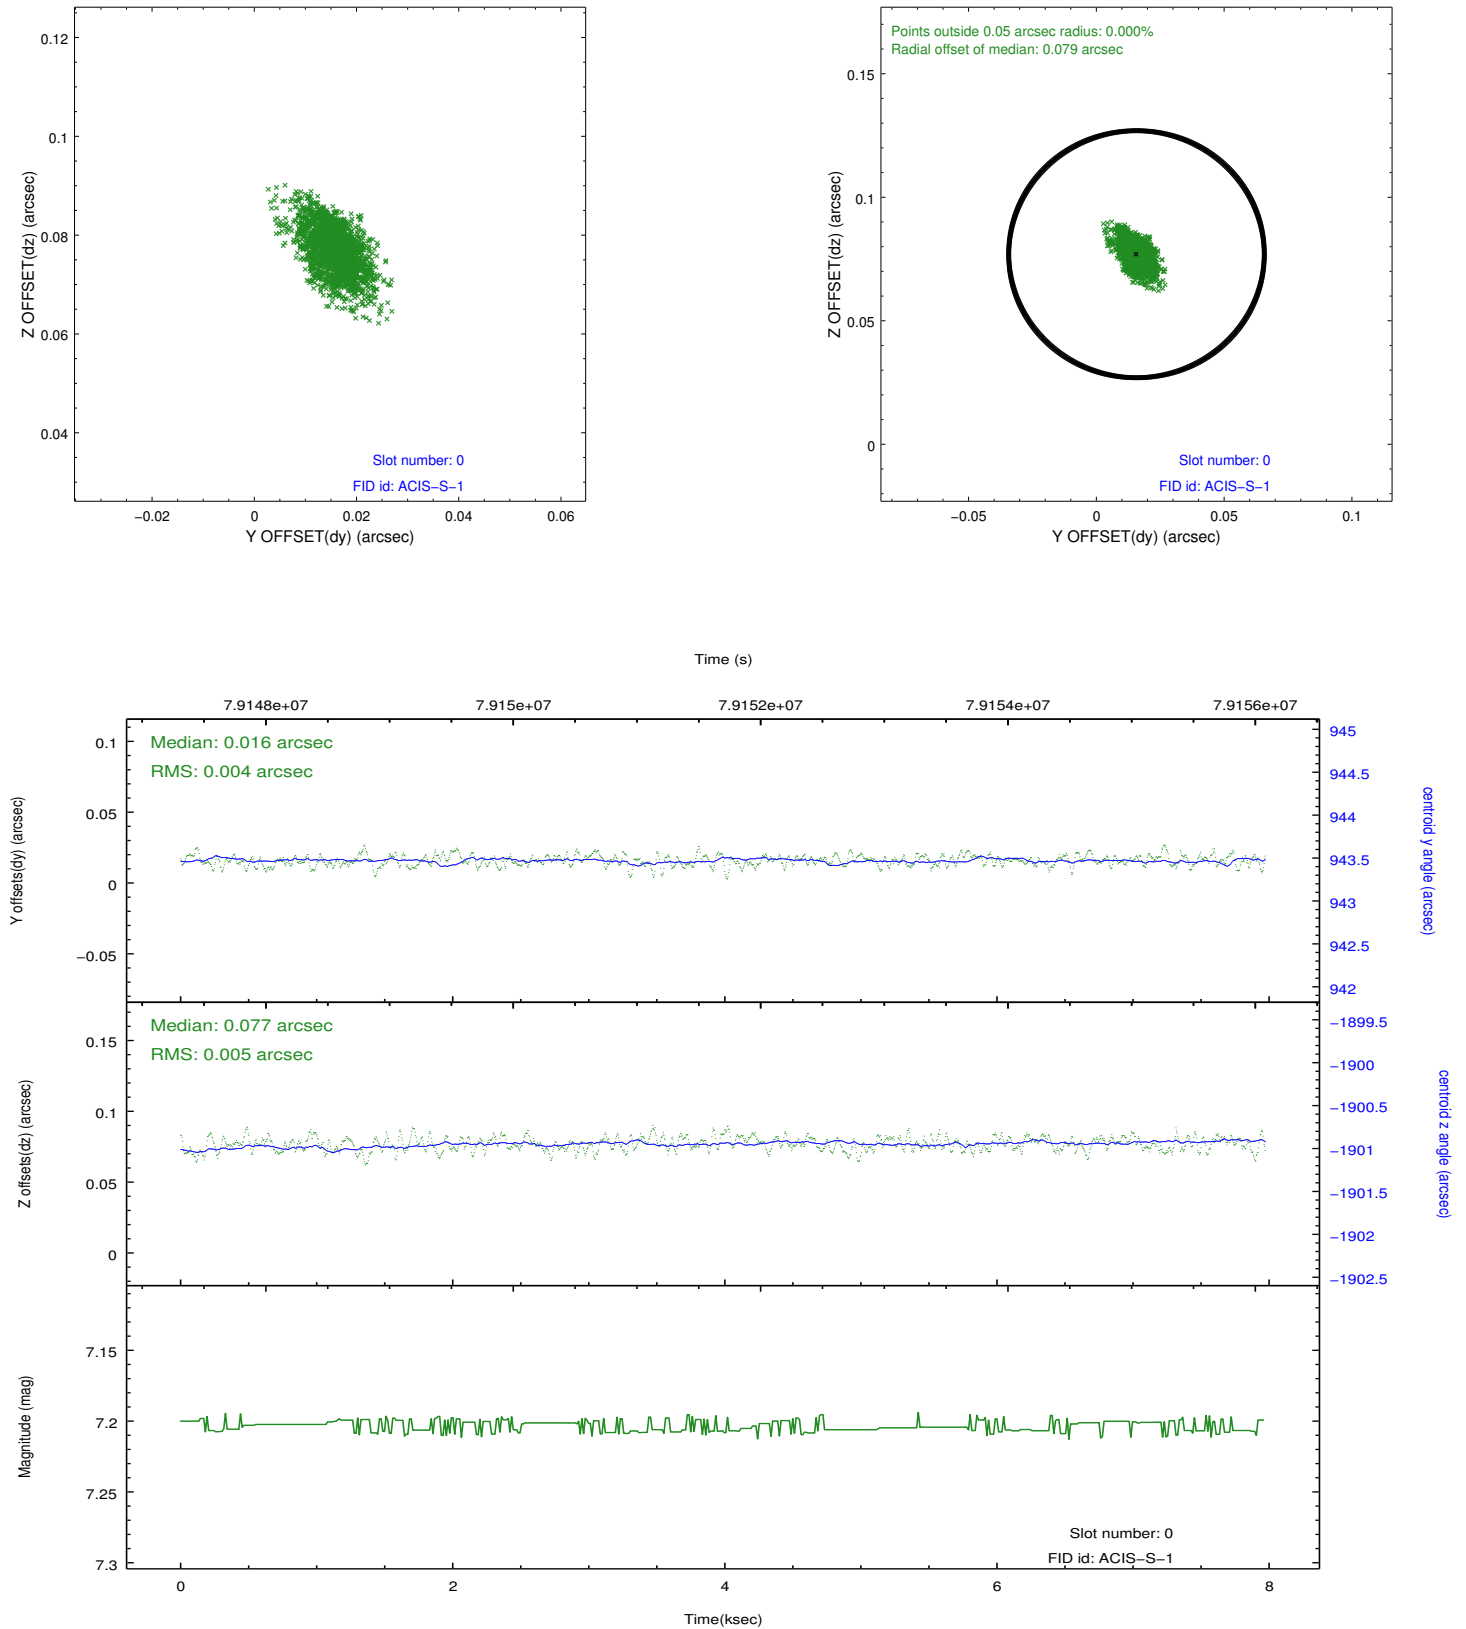 0.12
0.1
0.08
0.06
0.04
Z OFFSET(dz) (arcsec)
Slot number: 0
FID id: ACIS−S−1
−0.02 0 0.02 0.04 0.06
Y OFFSET(dy) (arcsec)
Points outside 0.05 arcsec radius: 0.000%
Radial offset of median: 0.079 arcsec
0.15
0.1
0.05
0
Z OFFSET(dz) (arcsec)
Slot number: 0
FID id: ACIS−S−1
−0.05 0 0.05 0.1
Y OFFSET(dy) (arcsec)
Time (s)
7.9148e+07 7.915e+07 7.9152e+07 7.9154e+07 7.9156e+07
Median: 0.016 arcsec
RMS: 0.004 arcsec
0.1
0.05
0
−0.05
Y offsets(dy) (arcsec)
945
944.5
944
943.5
943
942.5
942
centroid y angle (arcsec)
Median: 0.077 arcsec
RMS: 0.005 arcsec
0.15
0.1
0.05
0
Z offsets(dz) (arcsec)
−1899.5
−1900
−1900.5
−1901
−1901.5
−1902
−1902.5
centroid z angle (arcsec)
7.15
7.2
7.25
7.3
Magnitude (mag)
Slot number: 0
FID id: ACIS−S−1
0 2 4 6 8
Time(ksec)